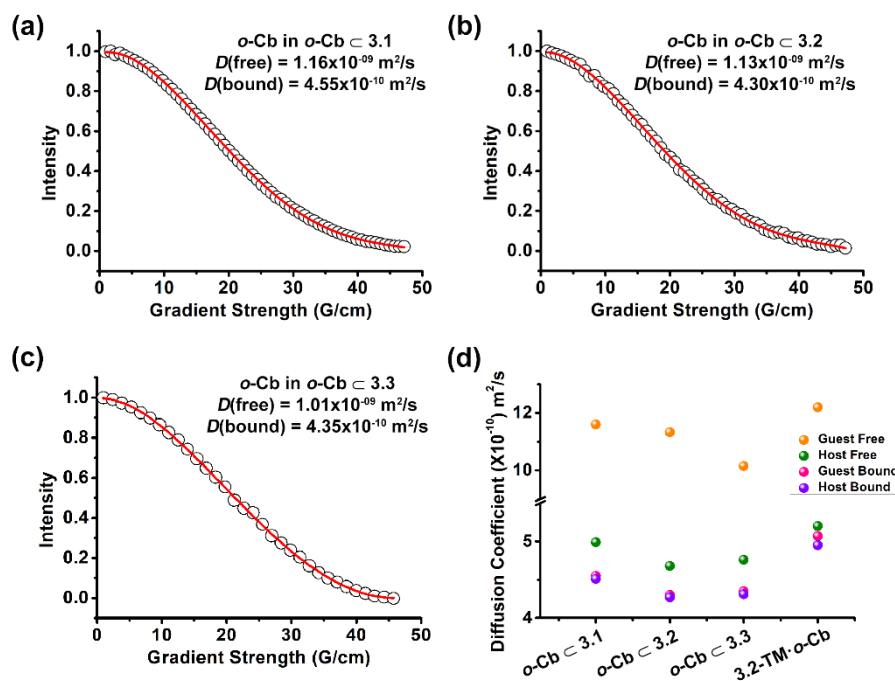 (a)
o-Cb in o-Cb ⊂ 3.1
D(free) = 1.16x10⁻⁰⁹ m²/s
D(bound) = 4.55x10⁻¹⁰ m²/s
1.0
0.8
0.6
0.4
0.2
0.0
Intensity
0 10 20 30 40 50
Gradient Strength (G/cm)
(b)
o-Cb in o-Cb ⊂ 3.2
D(free) = 1.13x10⁻⁰⁹ m²/s
D(bound) = 4.30x10⁻¹⁰ m²/s
1.0
0.8
0.6
0.4
0.2
0.0
Intensity
0 10 20 30 40 50
Gradient Strength (G/cm)
(c)
o-Cb in o-Cb ⊂ 3.3
D(free) = 1.01x10⁻⁰⁹ m²/s
D(bound) = 4.35x10⁻¹⁰ m²/s
1.0
0.8
0.6
0.4
0.2
0.0
Intensity
0 10 20 30 40 50
Gradient Strength (G/cm)
(d)
Diffusion Coefficient (X10⁻¹⁰) m²/s
12
10
5
4
Guest Free
Host Free
Guest Bound
Host Bound
o-Cb ⊂ 3.1
o-Cb ⊂ 3.2
o-Cb ⊂ 3.3
3.2-TM·o-Cb